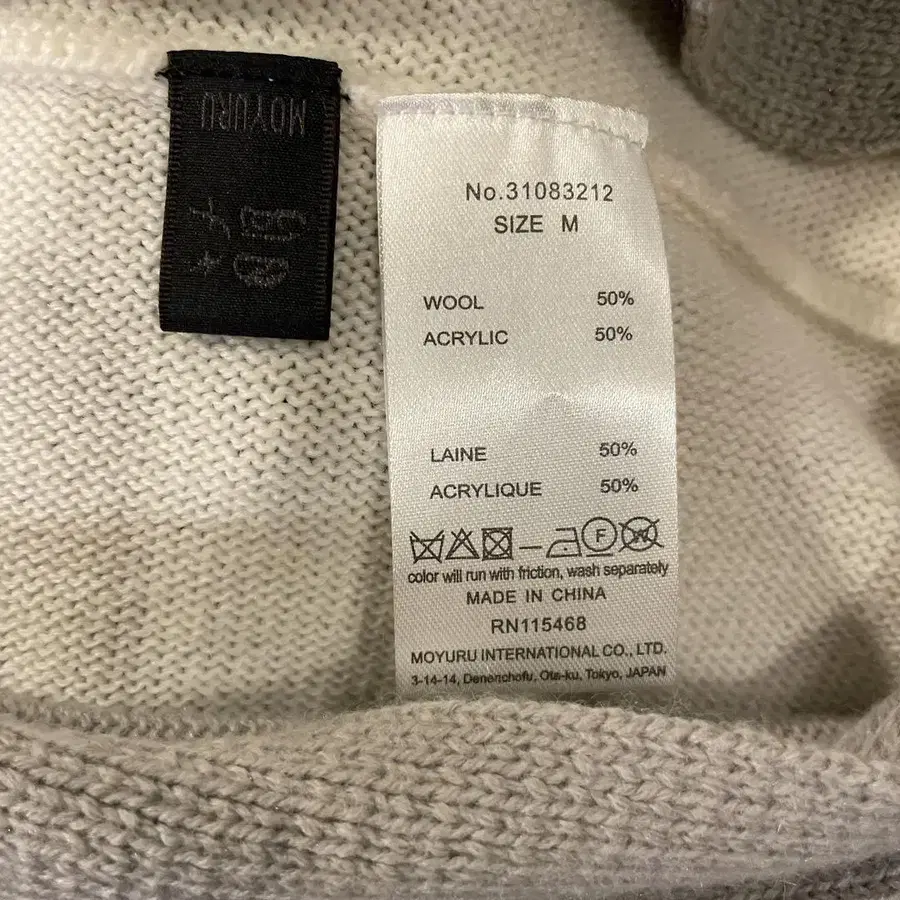 MOYURU
No.31083212
SIZE M
WOOL 50%
ACRYLIC 50%
LAINE 50%
ACRYLIQUE 50%
F W
color will run with friction, wash separately
MADE IN CHINA
RN115468
MOYURU INTERNATIONAL CO., LTD.
3-14-14, Denenchofu, Ota-ku, Tokyo, JAPAN